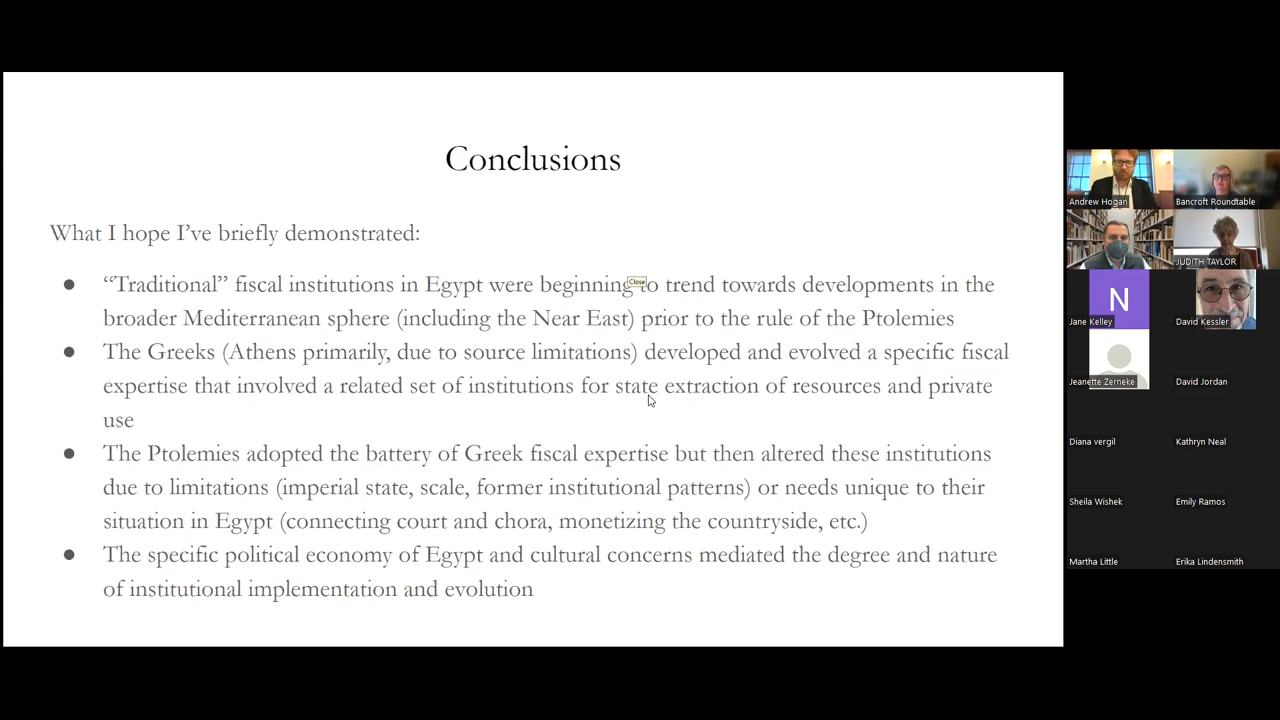 Conclusions
What I hope I’ve briefly demonstrated:
● “Traditional” fiscal institutions in Egypt were beginning to trend towards developments in the
broader Mediterranean sphere (including the Near East) prior to the rule of the Ptolemies
● The Greeks (Athens primarily, due to source limitations) developed and evolved a specific fiscal
expertise that involved a related set of institutions for state extraction of resources and private
use
● The Ptolemies adopted the battery of Greek fiscal expertise but then altered these institutions
due to limitations (imperial state, scale, former institutional patterns) or needs unique to their
situation in Egypt (connecting court and chora, monetizing the countryside, etc.)
● The specific political economy of Egypt and cultural concerns mediated the degree and nature
of institutional implementation and evolution
Close
Andrew Hogan
Bancroft Roundtable
JUDITH TAYLOR
N
Jane Kelley
David Kessler
Jeanette Zerneke
David Jordan
Diana vergil
Kathryn Neal
Sheila Wishek
Emily Ramos
Martha Little
Erika Lindensmith